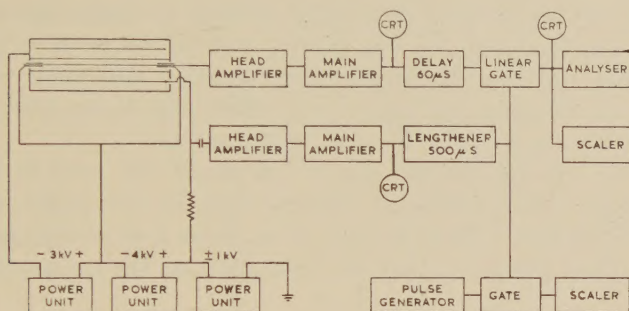 CRT
CRT
HEAD
AMPLIFIER
MAIN
AMPLIFIER
DELAY
60μS
LINEAR
GATE
ANALYSER
HEAD
AMPLIFIER
MAIN
AMPLIFIER
LENGTHENER
500μS
SCALER
CRT
− 3kV +
− 4kV +
± 1kV
POWER
UNIT
POWER
UNIT
POWER
UNIT
PULSE
GENERATOR
GATE
SCALER